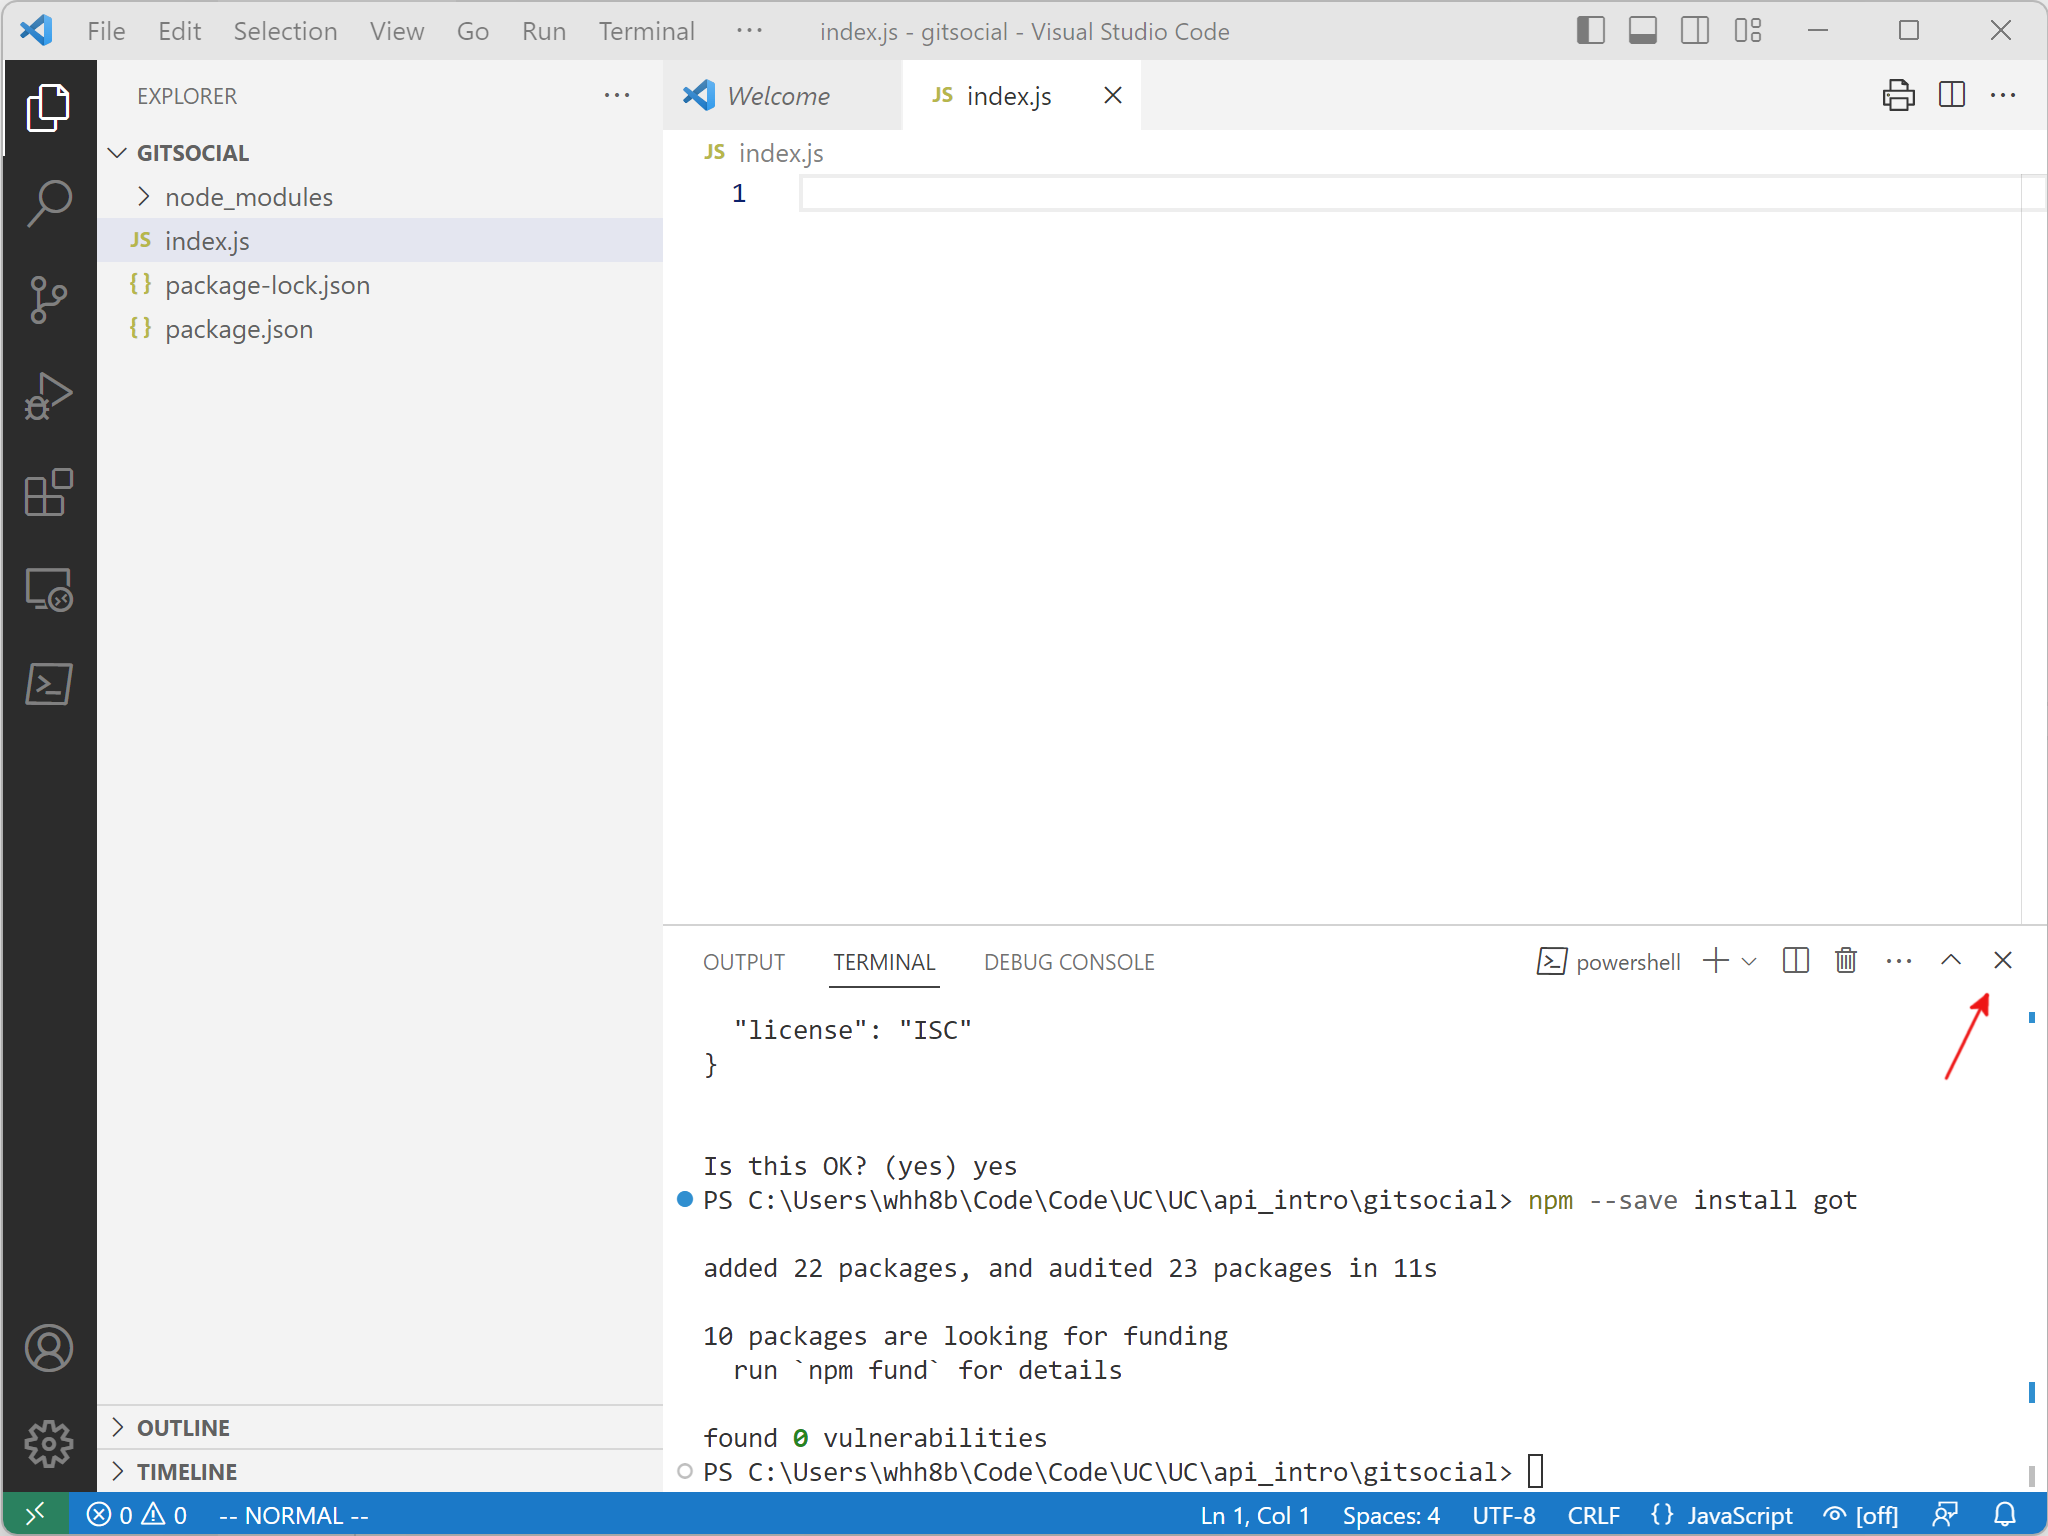 File Edit Selection View Go Run Terminal ··· index.js - gitsocial - Visual Studio Code
EXPLORER ···
GITSOCIAL
node_modules
JS index.js
{} package-lock.json
{} package.json
OUTLINE
TIMELINE
Welcome JS index.js
JS index.js
1
OUTPUT TERMINAL DEBUG CONSOLE powershell
"license": "ISC"
}
Is this OK? (yes) yes
PS C:\Users\whh8b\Code\Code\UC\UC\api_intro\gitsocial> npm --save install got
added 22 packages, and audited 23 packages in 11s
10 packages are looking for funding
run `npm fund` for details
found 0 vulnerabilities
PS C:\Users\whh8b\Code\Code\UC\UC\api_intro\gitsocial>
0 0 -- NORMAL -- Ln 1, Col 1 Spaces: 4 UTF-8 CRLF {} JavaScript [off]